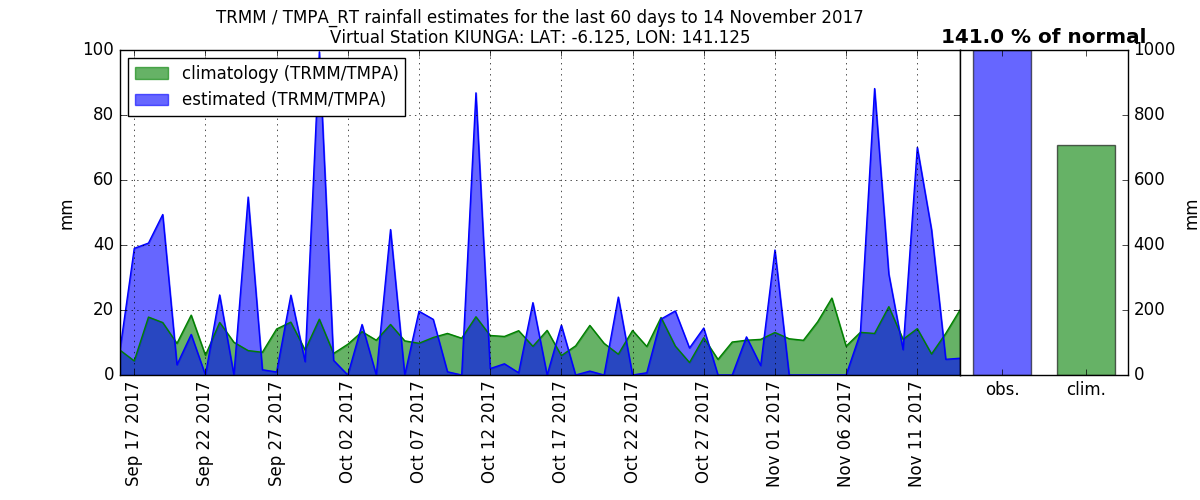 TRMM / TMPA_RT rainfall estimates for the last 60 days to 14 November 2017
Virtual Station KIUNGA: LAT: -6.125, LON: 141.125
141.0 % of normal
climatology (TRMM/TMPA)
estimated (TRMM/TMPA)
mm
100
80
60
40
20
0
Sep 17 2017
Sep 22 2017
Sep 27 2017
Oct 02 2017
Oct 07 2017
Oct 12 2017
Oct 17 2017
Oct 22 2017
Oct 27 2017
Nov 01 2017
Nov 06 2017
Nov 11 2017
obs.
clim.
1000
800
600
400
200
0
mm